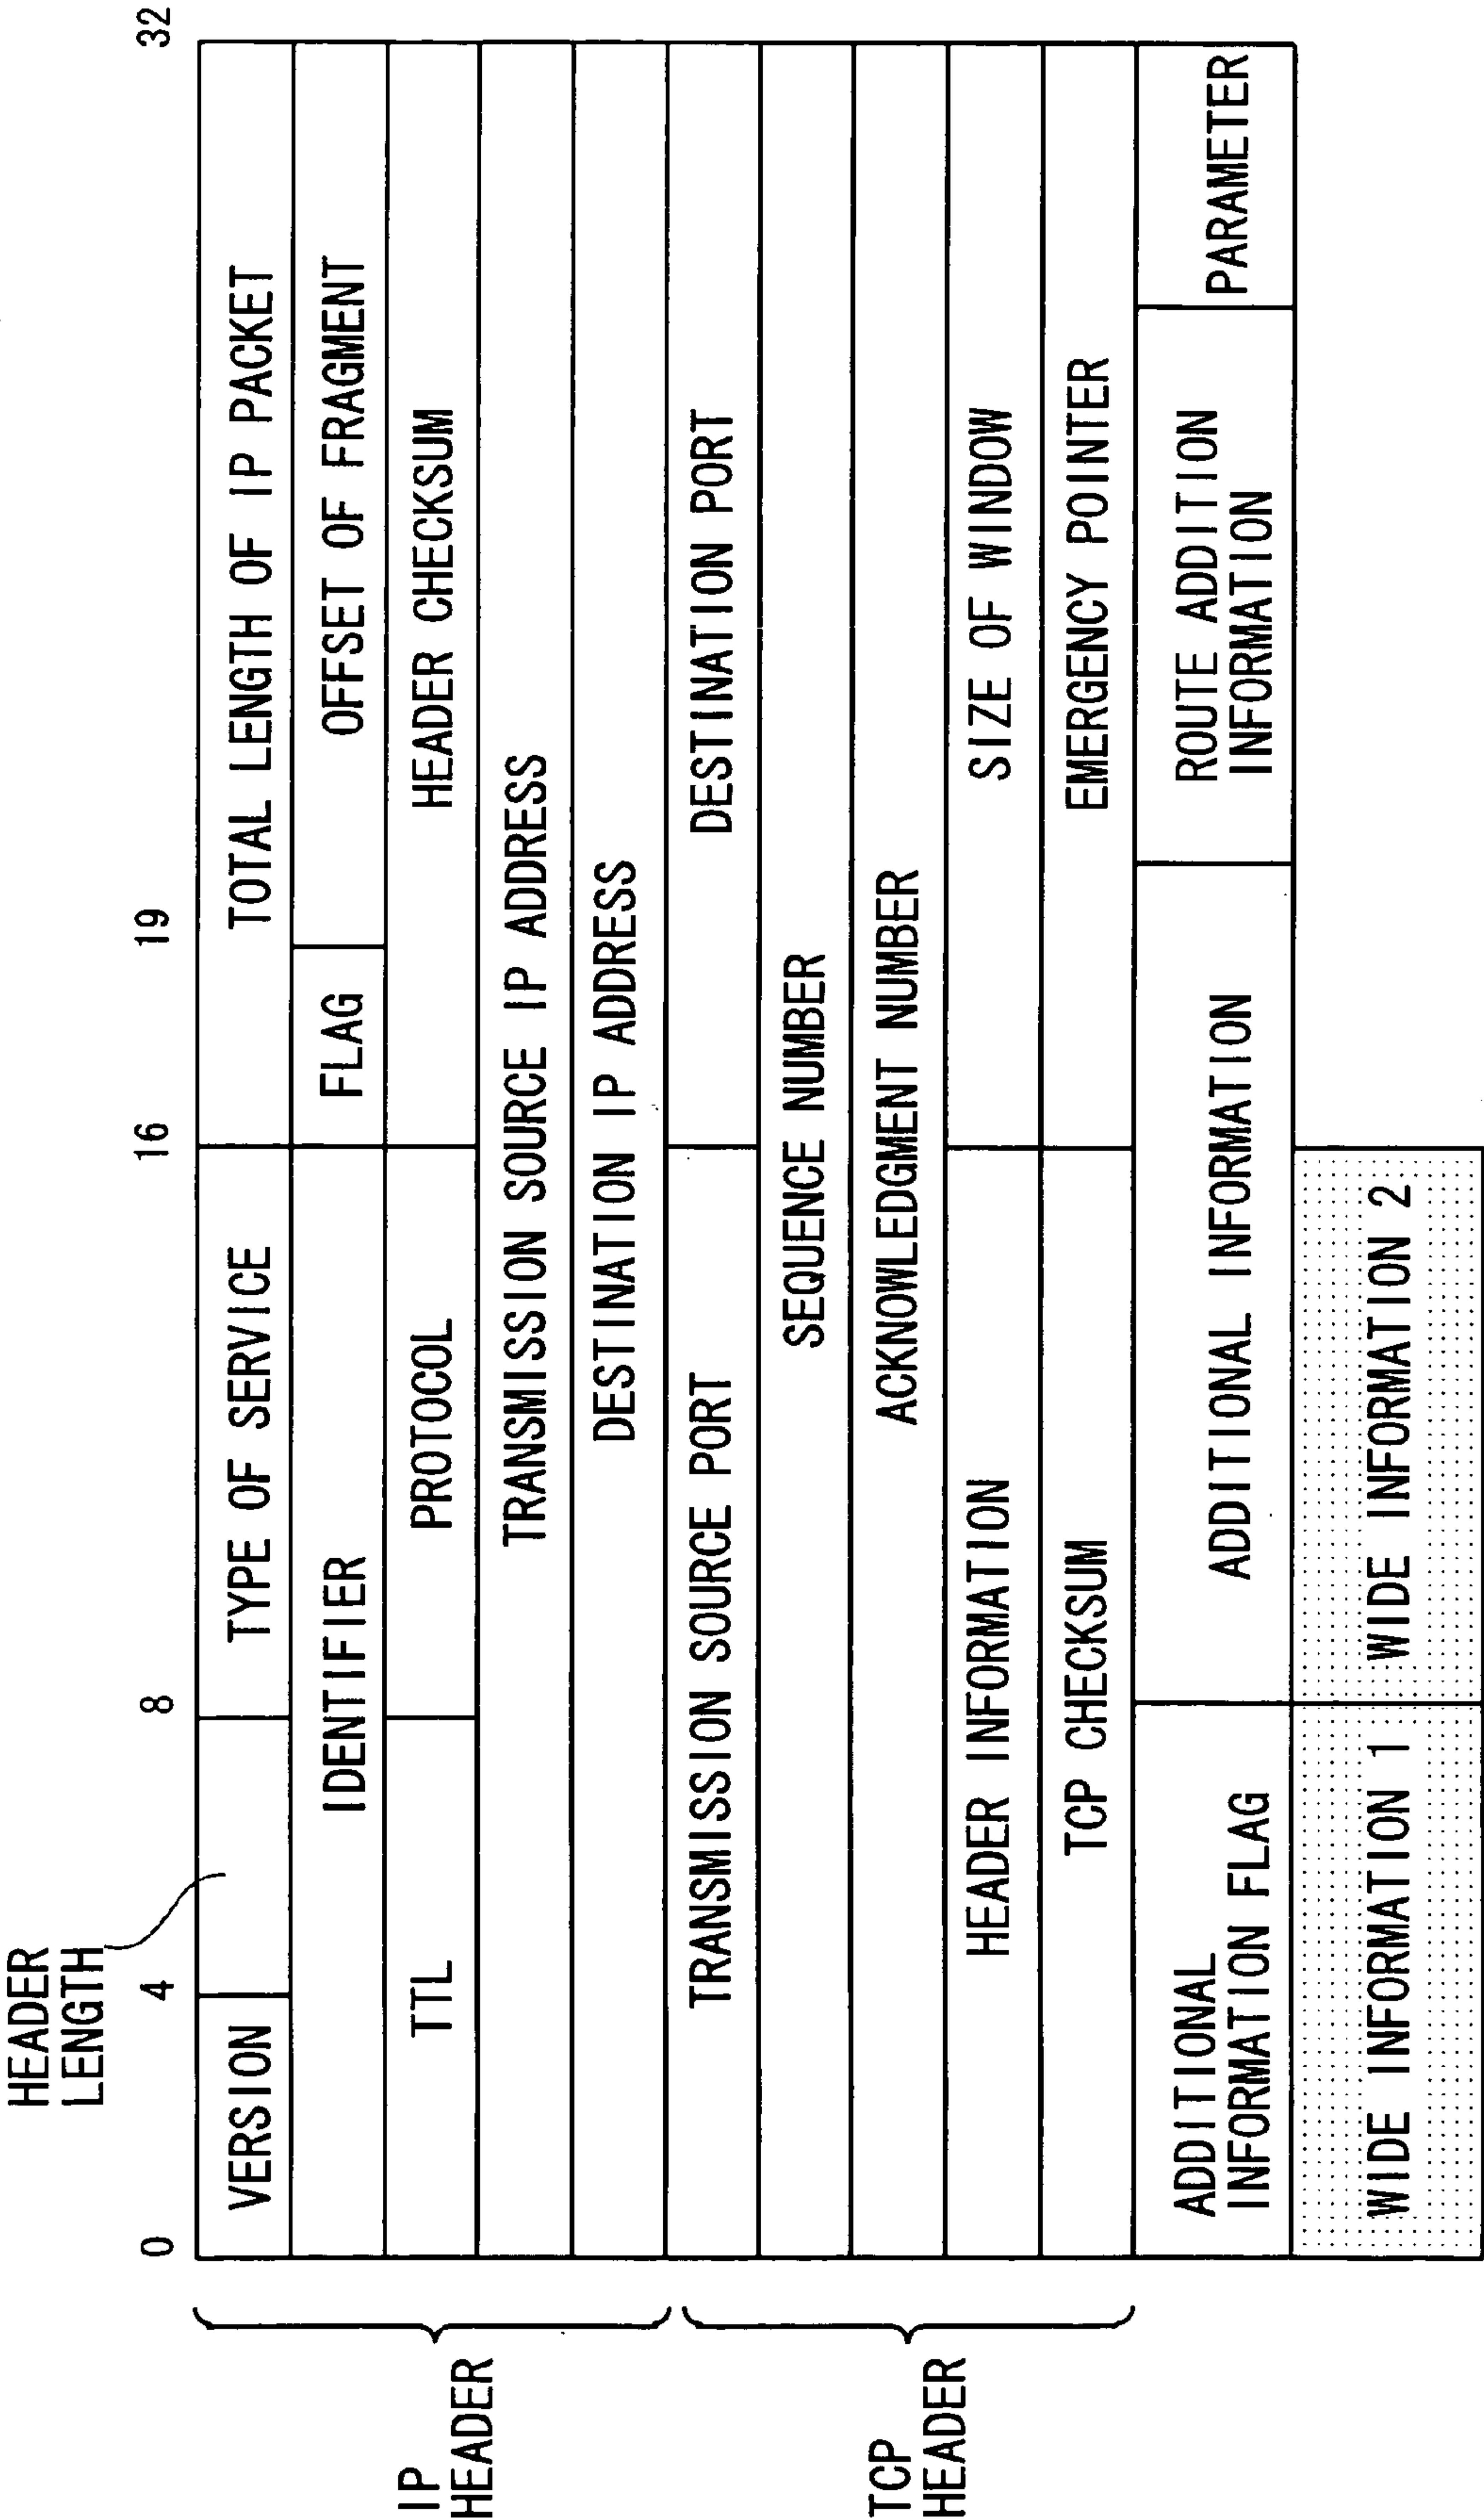 HEADER
LENGTH
0
4
8
16
19
32
IP
HEADER
VERSION
TYPE OF SERVICE
TOTAL LENGTH OF IP PACKET
IDENTIFIER
FLAG
OFFSET OF FRAGMENT
TTL
PROTOCOL
HEADER CHECKSUM
TRANSMISSION SOURCE IP ADDRESS
DESTINATION IP ADDRESS
TCP
HEADER
TRANSMISSION SOURCE PORT
DESTINATION PORT
SEQUENCE NUMBER
ACKNOWLEDGMENT NUMBER
HEADER INFORMATION
SIZE OF WINDOW
TCP CHECKSUM
EMERGENCY POINTER
ADDITIONAL
INFORMATION FLAG
ADDITIONAL INFORMATION
ROUTE ADDITION
INFORMATION
PARAMETER
WIDE INFORMATION 1
WIDE INFORMATION 2